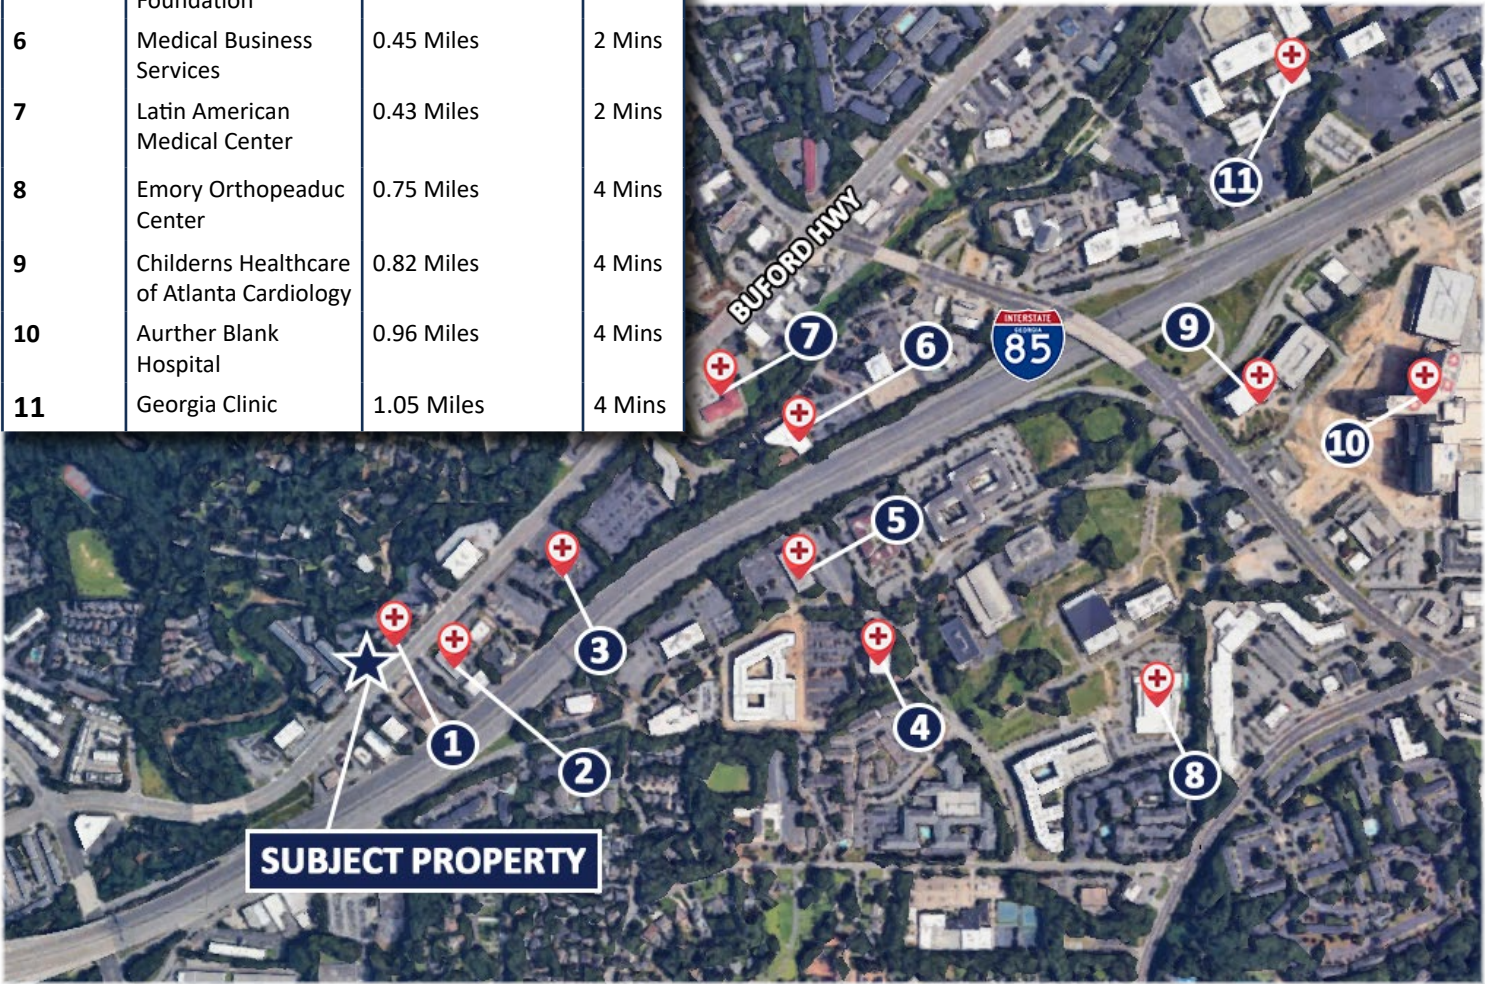 Foundation
6 Medical Business 0.45 Miles 2 Mins
Services
7 Latin American 0.43 Miles 2 Mins
Medical Center
8 Emory Orthopeaduc 0.75 Miles 4 Mins
Center
9 Childerns Healthcare 0.82 Miles 4 Mins
of Atlanta Cardiology
10 Aurther Blank 0.96 Miles 4 Mins
Hospital
11 Georgia Clinic 1.05 Miles 4 Mins
11
BUFORD HWY
INTERSTATE
GEORGIA
85
7
6
9
10
5
3
4
1
2
8
SUBJECT PROPERTY